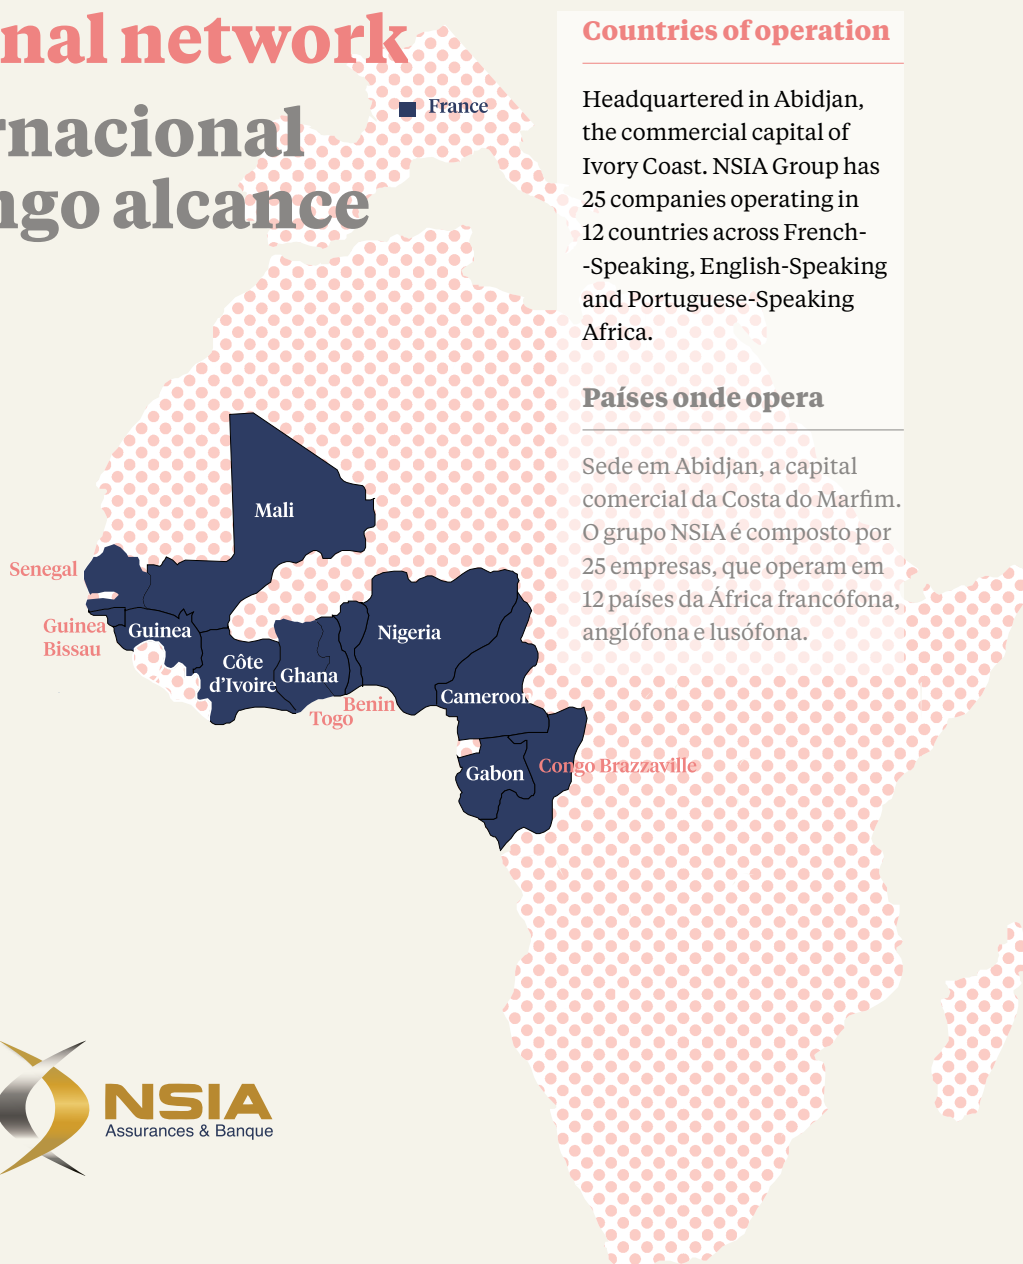 nal network
rnacional
ngo alcance
France
Countries of operation
Headquartered in Abidjan,
the commercial capital of
Ivory Coast. NSIA Group has
25 companies operating in
12 countries across French-
-Speaking, English-Speaking
and Portuguese-Speaking
Africa.
Países onde opera
Sede em Abidjan, a capital
comercial da Costa do Marfim.
O grupo NSIA é composto por
25 empresas, que operam em
12 países da África francófona,
anglófona e lusófona.
Mali
Senegal
Guinea
Bissau
Guinea
Côte
d’Ivoire
Ghana
Togo
Benin
Nigeria
Cameroon
Gabon
Congo Brazzaville
NSIA
Assurances & Banque